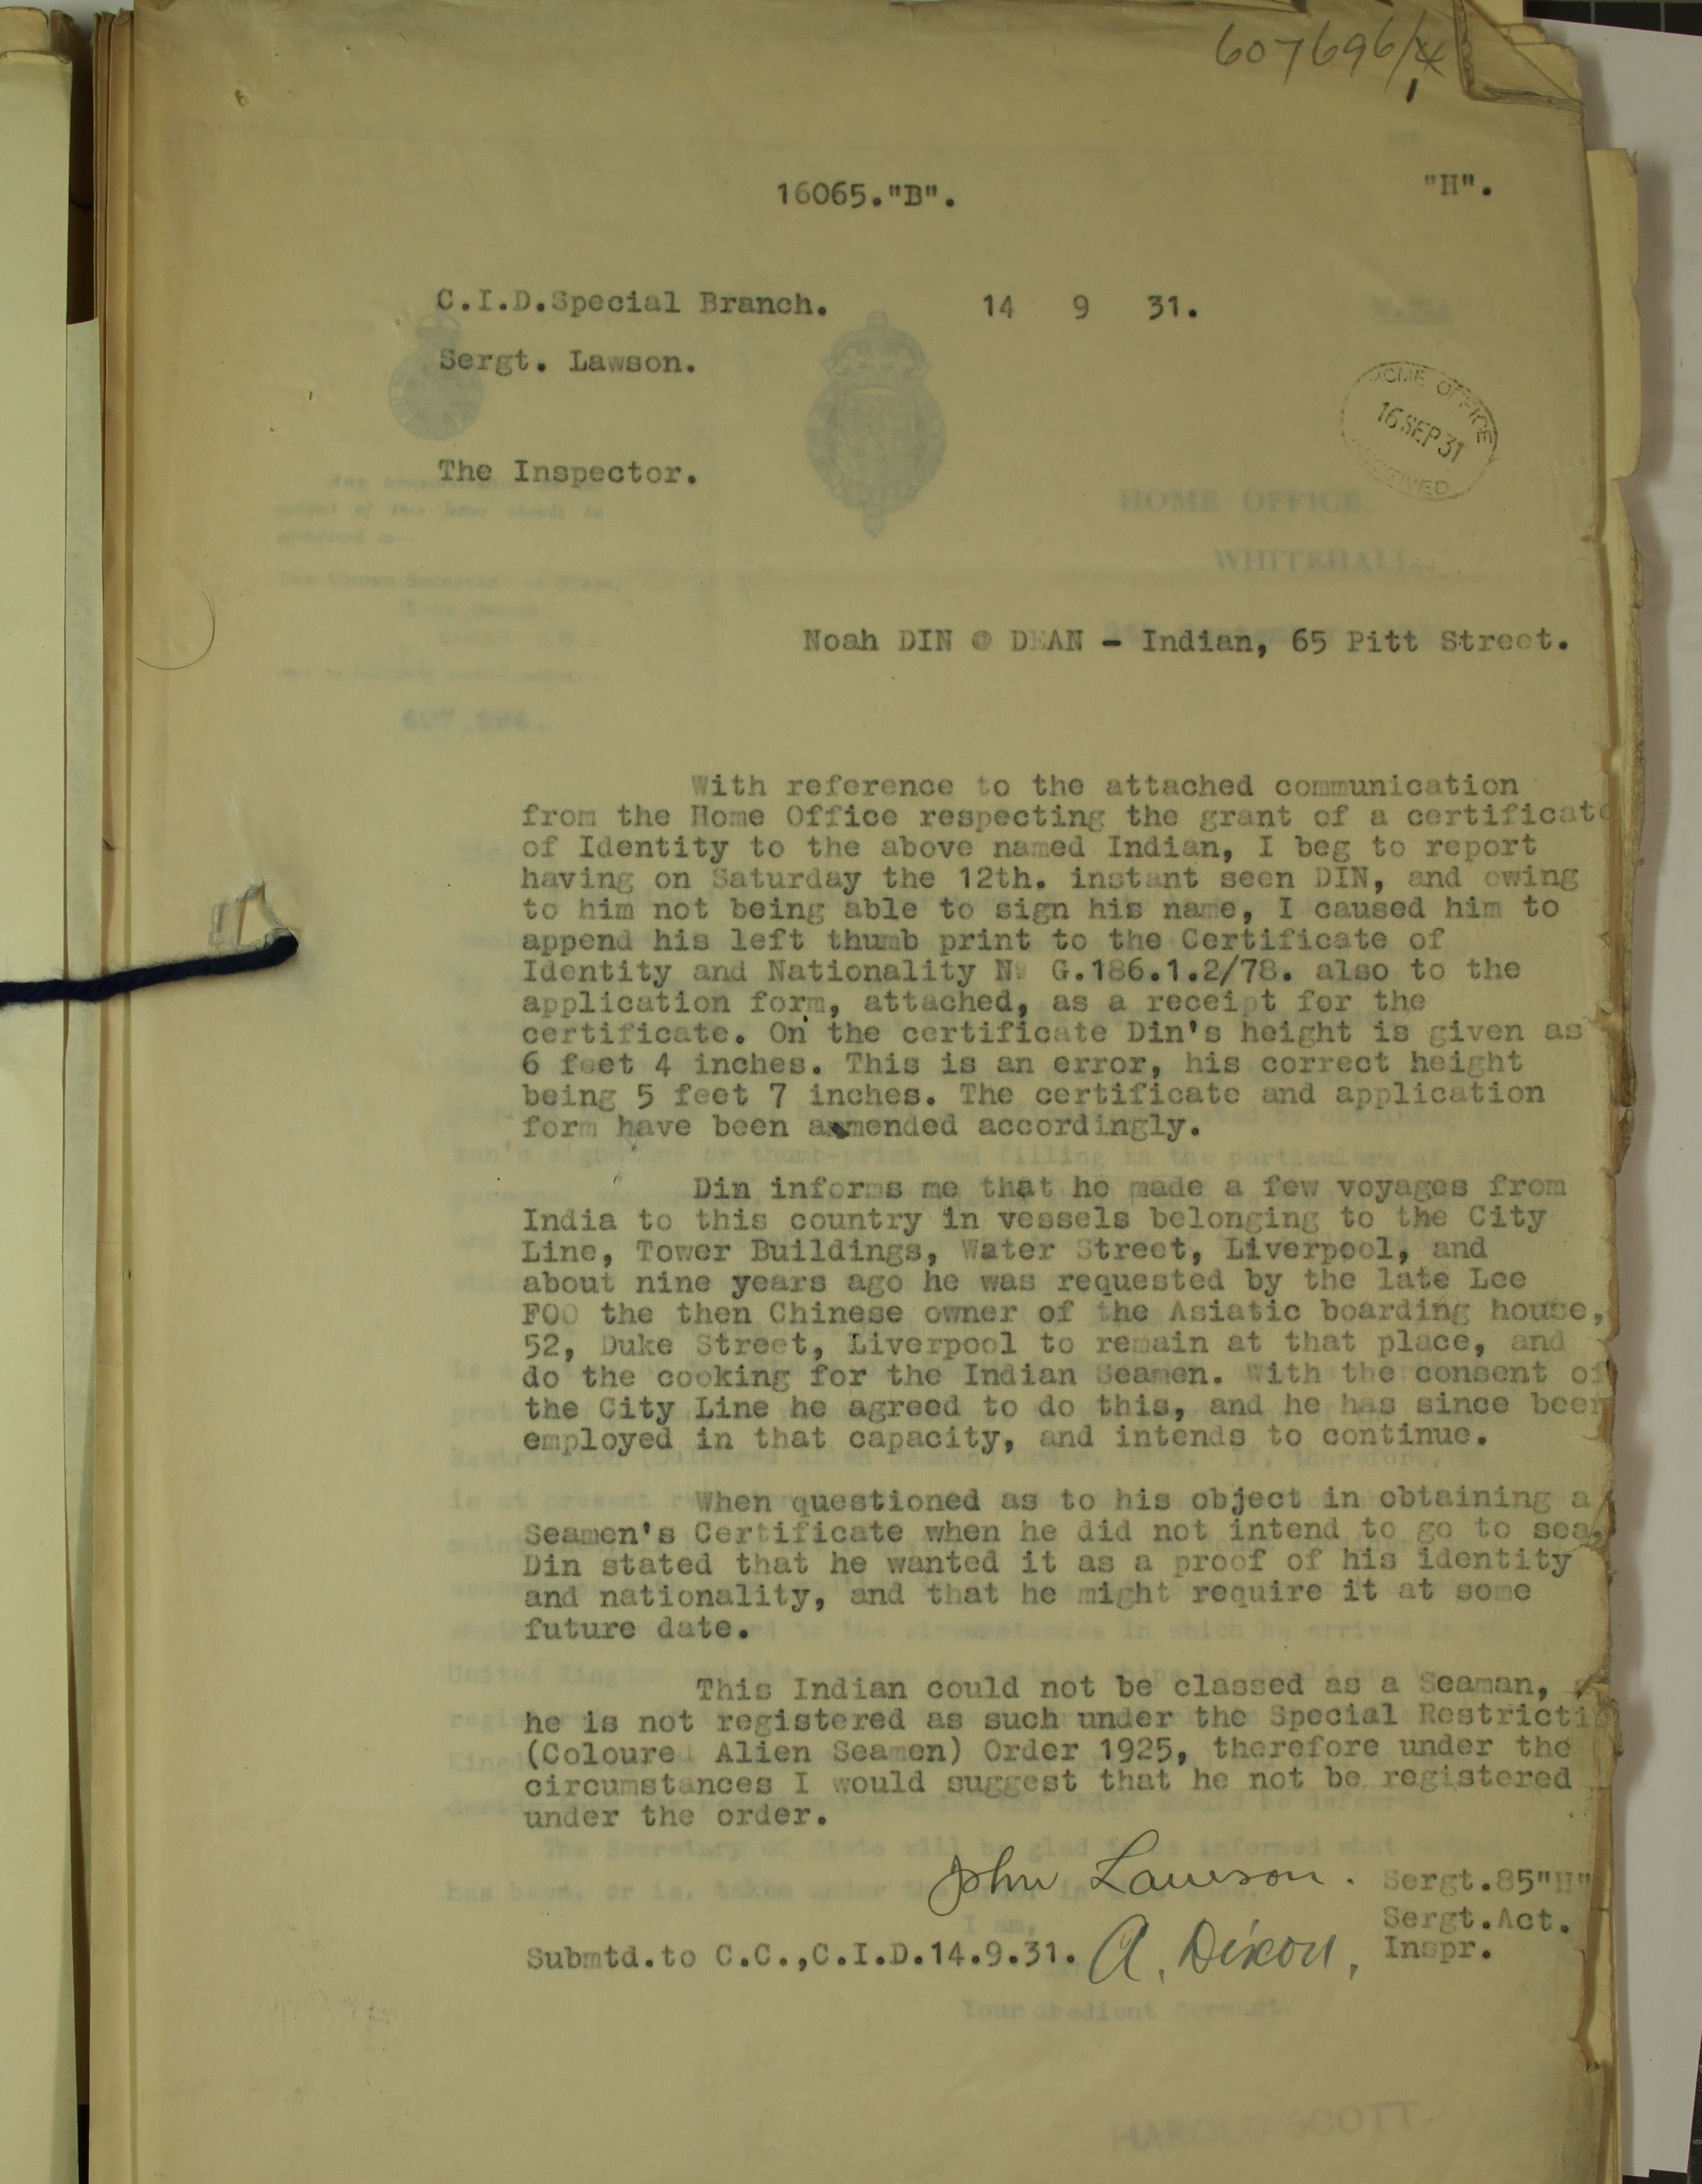 607696/4
16065."B".
"H".
C.I.D.Special Branch. 14 9 31.
Sergt. Lawson.
HOME OFFICE
16 SEP 31
RECEIVED
The Inspector.
HOME OFFICE,
WHITEHALL
Noah DIN @ DEAN - Indian, 65 Pitt Street.
With reference to the attached communication
from the Home Office respecting the grant of a certificate
of Identity to the above named Indian, I beg to report
having on Saturday the 12th. instant seen DIN, and owing
to him not being able to sign his name, I caused him to
append his left thumb print to the Certificate of
Identity and Nationality No G.186.1.2/78. also to the
application form, attached, as a receipt for the
certificate. On the certificate Din's height is given as
6 feet 4 inches. This is an error, his correct height
being 5 feet 7 inches. The certificate and application
form have been ammended accordingly.
Din informs me that he made a few voyages from
India to this country in vessels belonging to the City
Line, Tower Buildings, Water Street, Liverpool, and
about nine years ago he was requested by the late Lee
FOO the then Chinese owner of the Asiatic boarding house,
52, Duke Street, Liverpool to remain at that place, and
do the cooking for the Indian Seamen. With the consent of
the City Line he agreed to do this, and he has since been
employed in that capacity, and intends to continue.
When questioned as to his object in obtaining a
Seamen's Certificate when he did not intend to go to sea,
Din stated that he wanted it as a proof of his identity
and nationality, and that he might require it at some
future date.
This Indian could not be classed as a Seaman,
he is not registered as such under the Special Restricti
(Coloured Alien Seamen) Order 1925, therefore under the
circumstances I would suggest that he not be registered
under the order.
John Lawson. Sergt.85"H"
Sergt.Act.
Submtd.to C.C.,C.I.D.14.9.31. A. Dixon, Inspr.
Your obedient Servant
HAROLD SCOTT